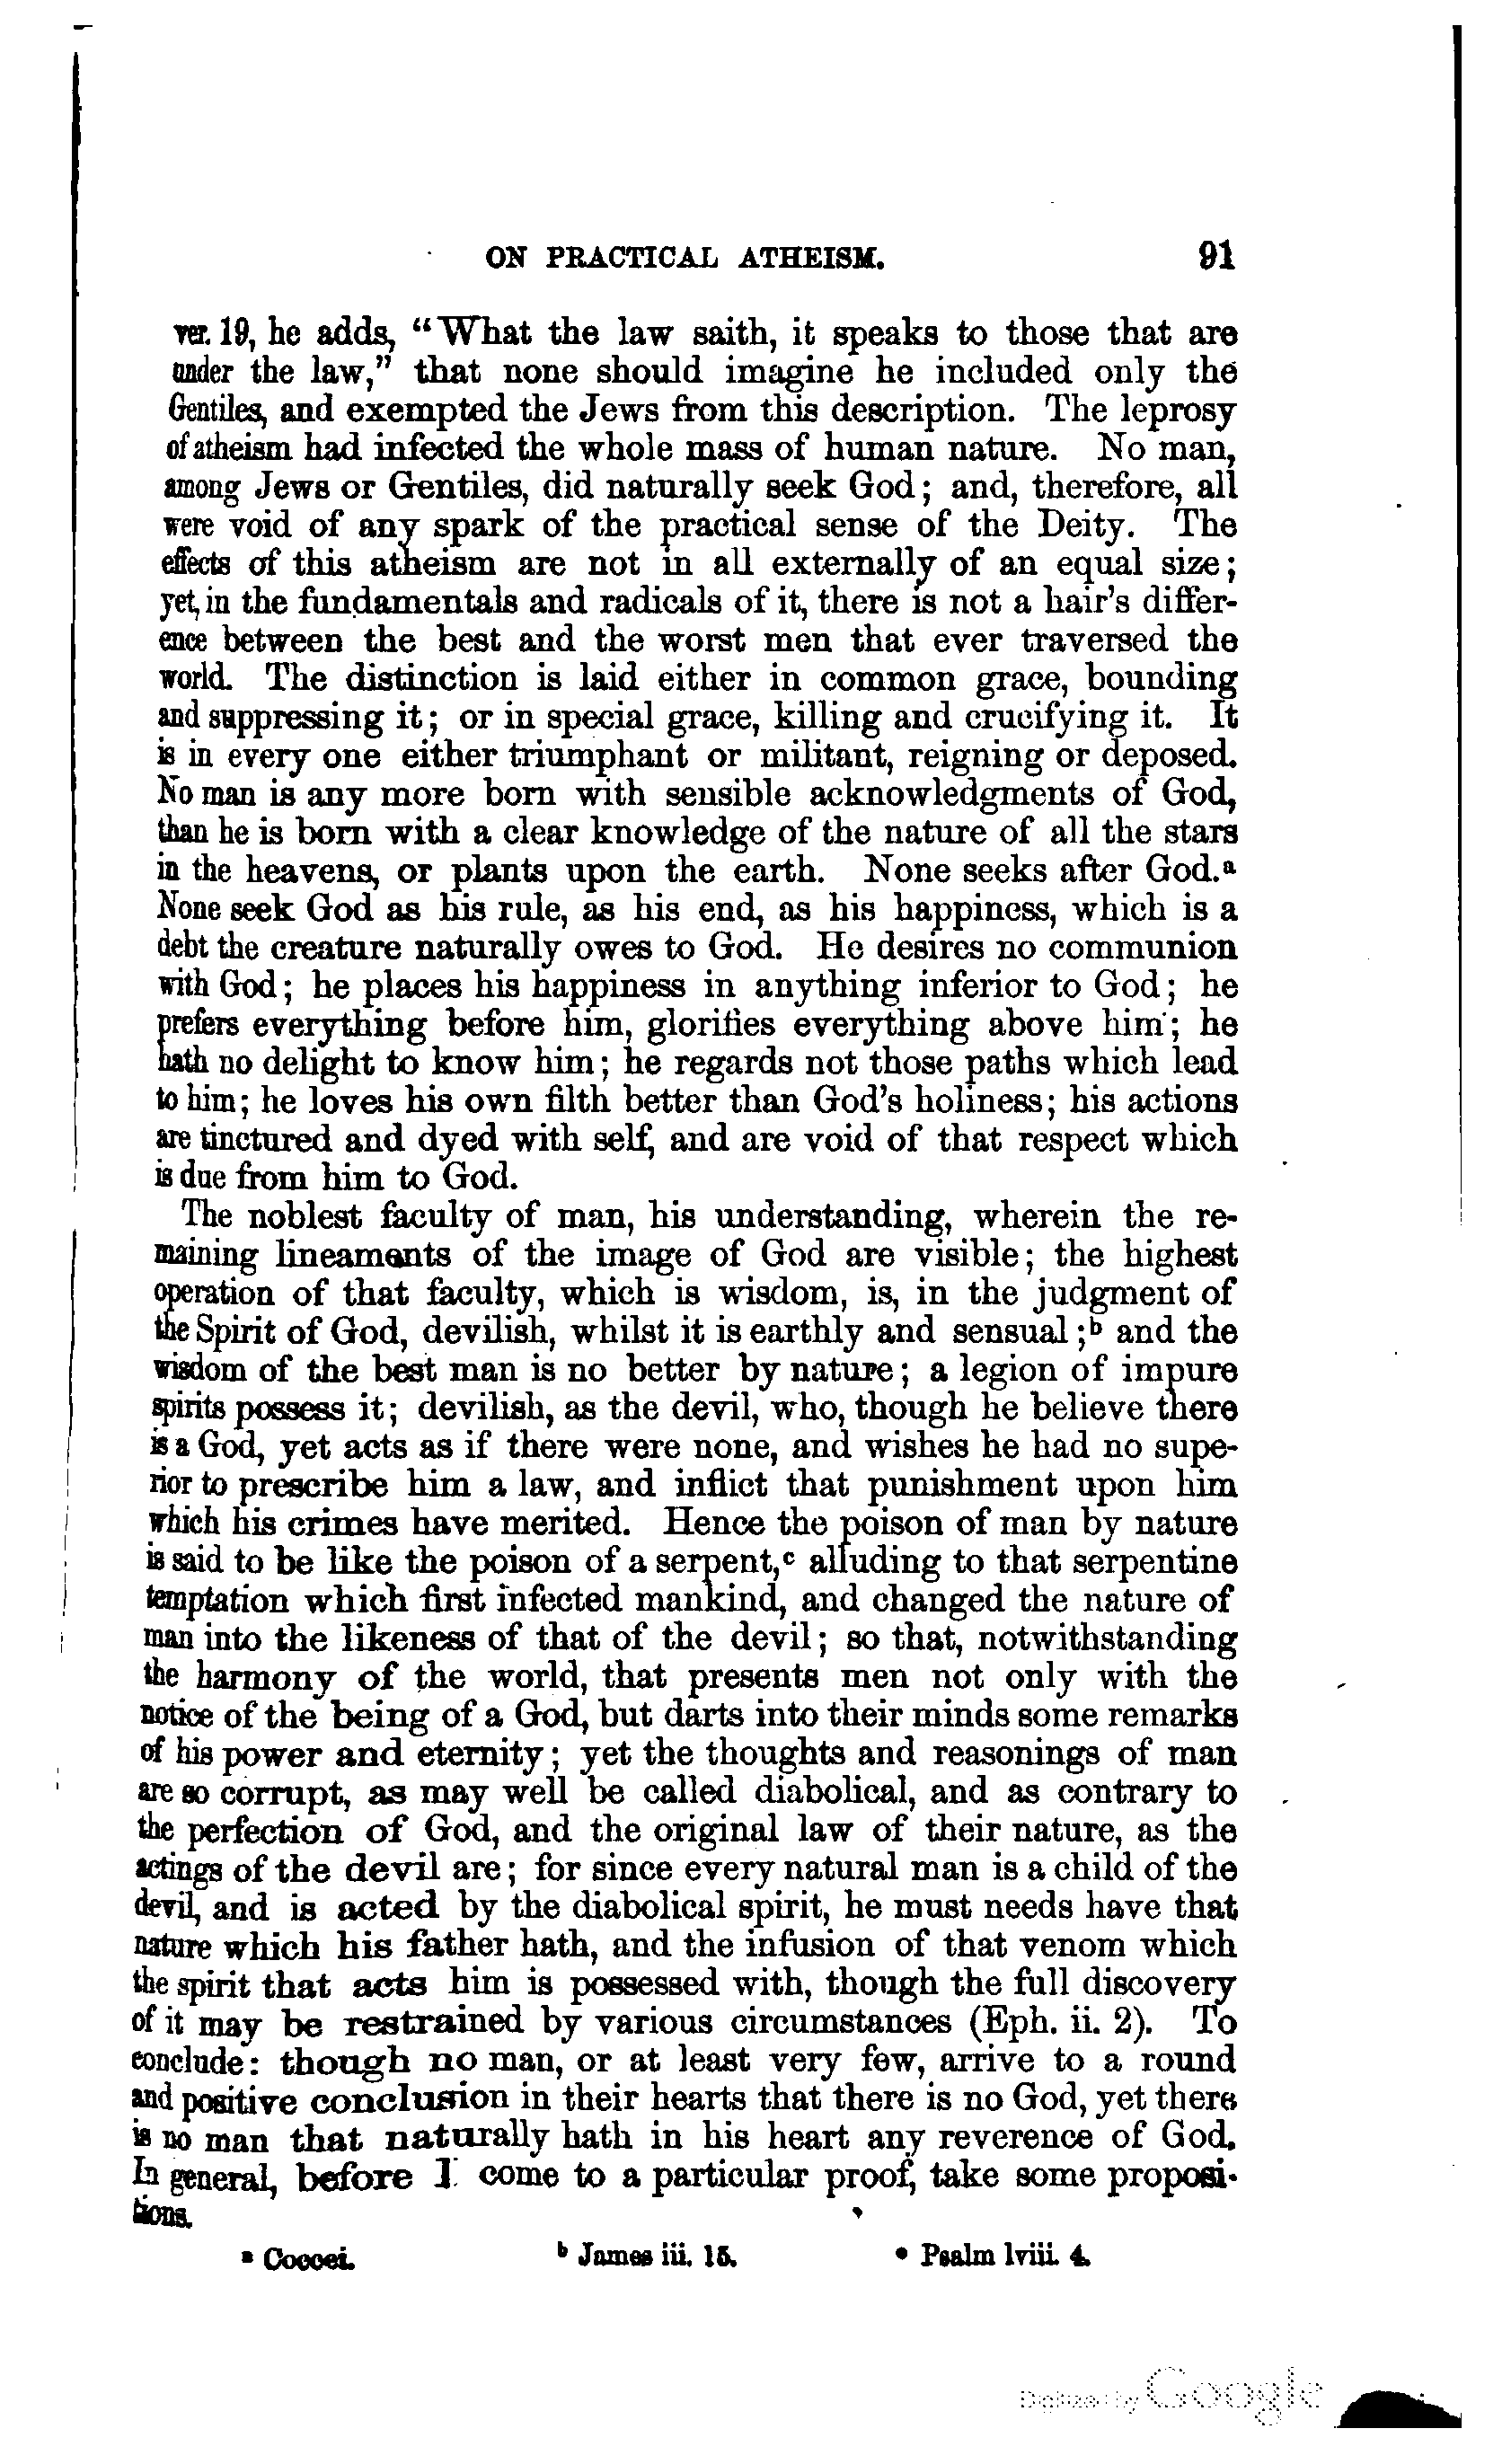 ON PRACTICAL ATHEISM. 91
ver. 19, he adds, “What the law saith, it speaks to those that are
under the law,” that none should imagine he included only the
Gentiles, and exempted the Jews from this description. The leprosy
of atheism had infected the whole mass of human nature. No man,
among Jews or Gentiles, did naturally seek God; and, therefore, all
were void of any spark of the practical sense of the Deity. The
effects of this atheism are not in all externally of an equal size;
yet, in the fundamentals and radicals of it, there is not a hair's differ-
ence between the best and the worst men that ever traversed the
world. The distinction is laid either in common grace, bounding
and suppressing it; or in special grace, killing and crucifying it. It
is in every one either triumphant or militant, reigning or deposed.
No man is any more born with sensible acknowledgments of God,
than he is born with a clear knowledge of the nature of all the stars
in the heavens, or plants upon the earth. None seeks after God.a
None seek God as his rule, as his end, as his happiness, which is a
debt the creature naturally owes to God. He desires no communion
with God; he places his happiness in anything inferior to God; he
prefers everything before him, glorifies everything above him; he
hath no delight to know him; he regards not those paths which lead
to him; he loves his own filth better than God's holiness; his actions
are tinctured and dyed with self, and are void of that respect which
is due from him to God.
The noblest faculty of man, his understanding, wherein the re-
maining lineaments of the image of God are visible; the highest
operation of that faculty, which is wisdom, is, in the judgment of
the Spirit of God, devilish, whilst it is earthly and sensual;b and the
wisdom of the best man is no better by nature; a legion of impure
spirits possess it; devilish, as the devil, who, though he believe there
is a God, yet acts as if there were none, and wishes he had no supe-
rior to prescribe him a law, and inflict that punishment upon him
which his crimes have merited. Hence the poison of man by nature
is said to be like the poison of a serpent,c alluding to that serpentine
temptation which first infected mankind, and changed the nature of
man into the likeness of that of the devil; so that, notwithstanding
the harmony of the world, that presents men not only with the
notice of the being of a God, but darts into their minds some remarks
of his power and eternity; yet the thoughts and reasonings of man
are so corrupt, as may well be called diabolical, and as contrary to
the perfection of God, and the original law of their nature, as the
actings of the devil are; for since every natural man is a child of the
devil, and is acted by the diabolical spirit, he must needs have that
nature which his father hath, and the infusion of that venom which
the spirit that acts him is possessed with, though the full discovery
of it may be restrained by various circumstances (Eph. ii. 2). To
conclude: though no man, or at least very few, arrive to a round
and positive conclusion in their hearts that there is no God, yet there
is no man that naturally hath in his heart any reverence of God.
In general, before I come to a particular proof, take some proposi-
tions.
a Coccei. b James iii. 15. c Psalm lviii. 4.
Digitized by Google